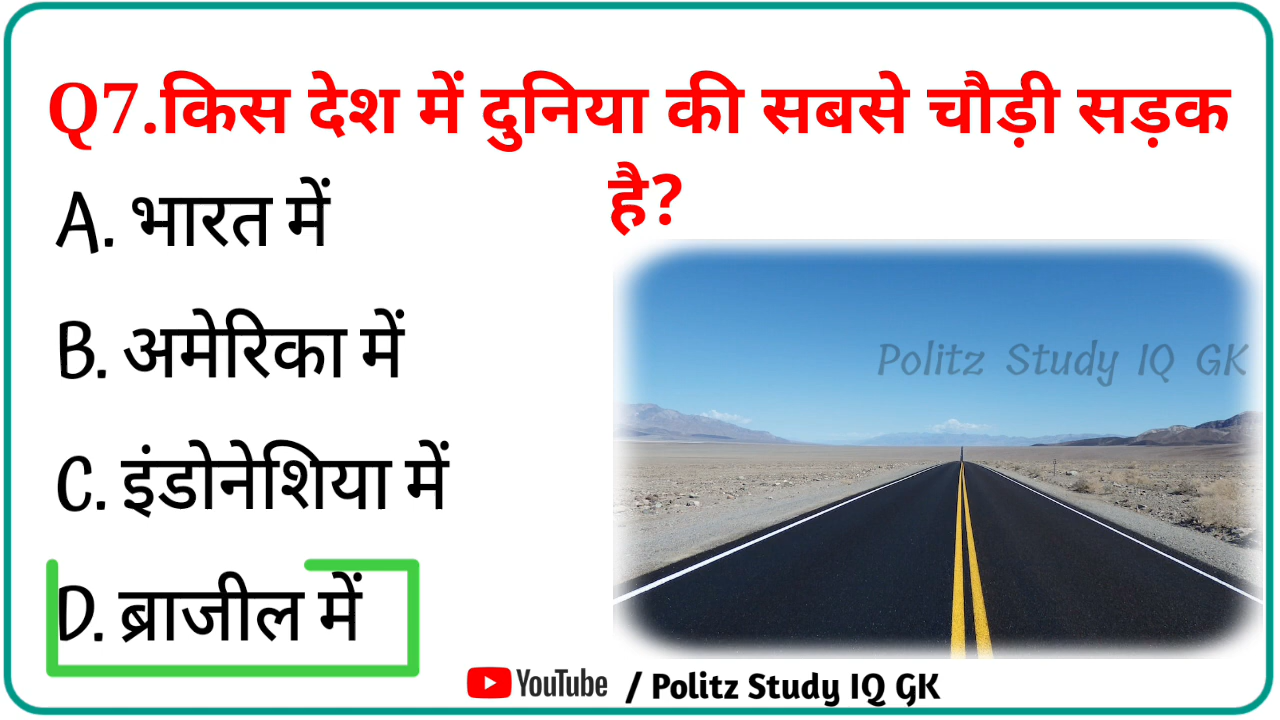 Q7.किस देश में दुनिया की सबसे चौड़ी सड़क
है?
A. भारत में
B. अमेरिका में
C. इंडोनेशिया में
D. ब्राजील में
Politz Study IQ GK
YouTube / Politz Study IQ GK